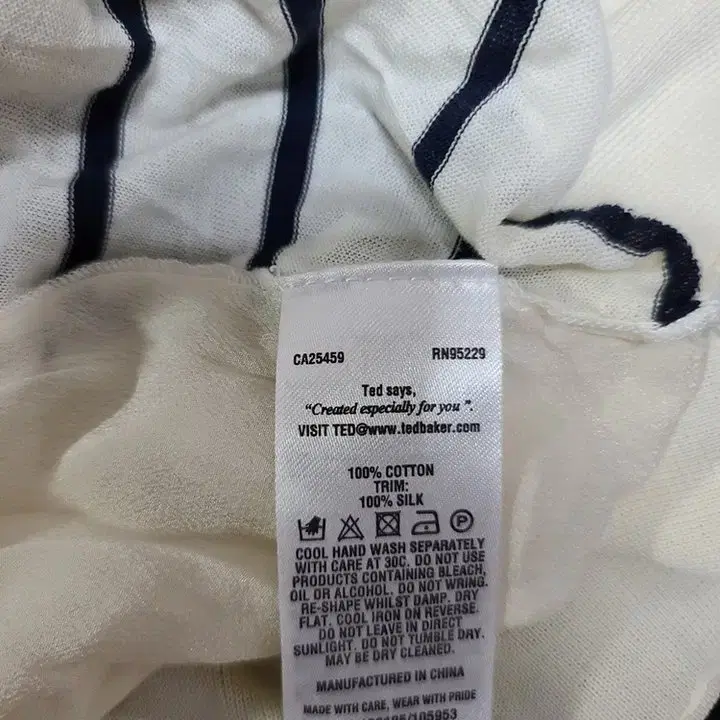 CA25459 RN95229
Ted says,
"Created especially for you".
VISIT TED@www.tedbaker.com
100% COTTON
TRIM:
100% SILK
P
COOL HAND WASH SEPARATELY
WITH CARE AT 30C. DO NOT USE
PRODUCTS CONTAINING BLEACH,
OIL OR ALCOHOL. DO NOT WRING.
RE-SHAPE WHILST DAMP. DRY
FLAT. COOL IRON ON REVERSE.
DO NOT LEAVE IN DIRECT
SUNLIGHT. DO NOT TUMBLE DRY.
MAY BE DRY CLEANED.
MANUFACTURED IN CHINA
MADE WITH CARE, WEAR WITH PRIDE
/105953